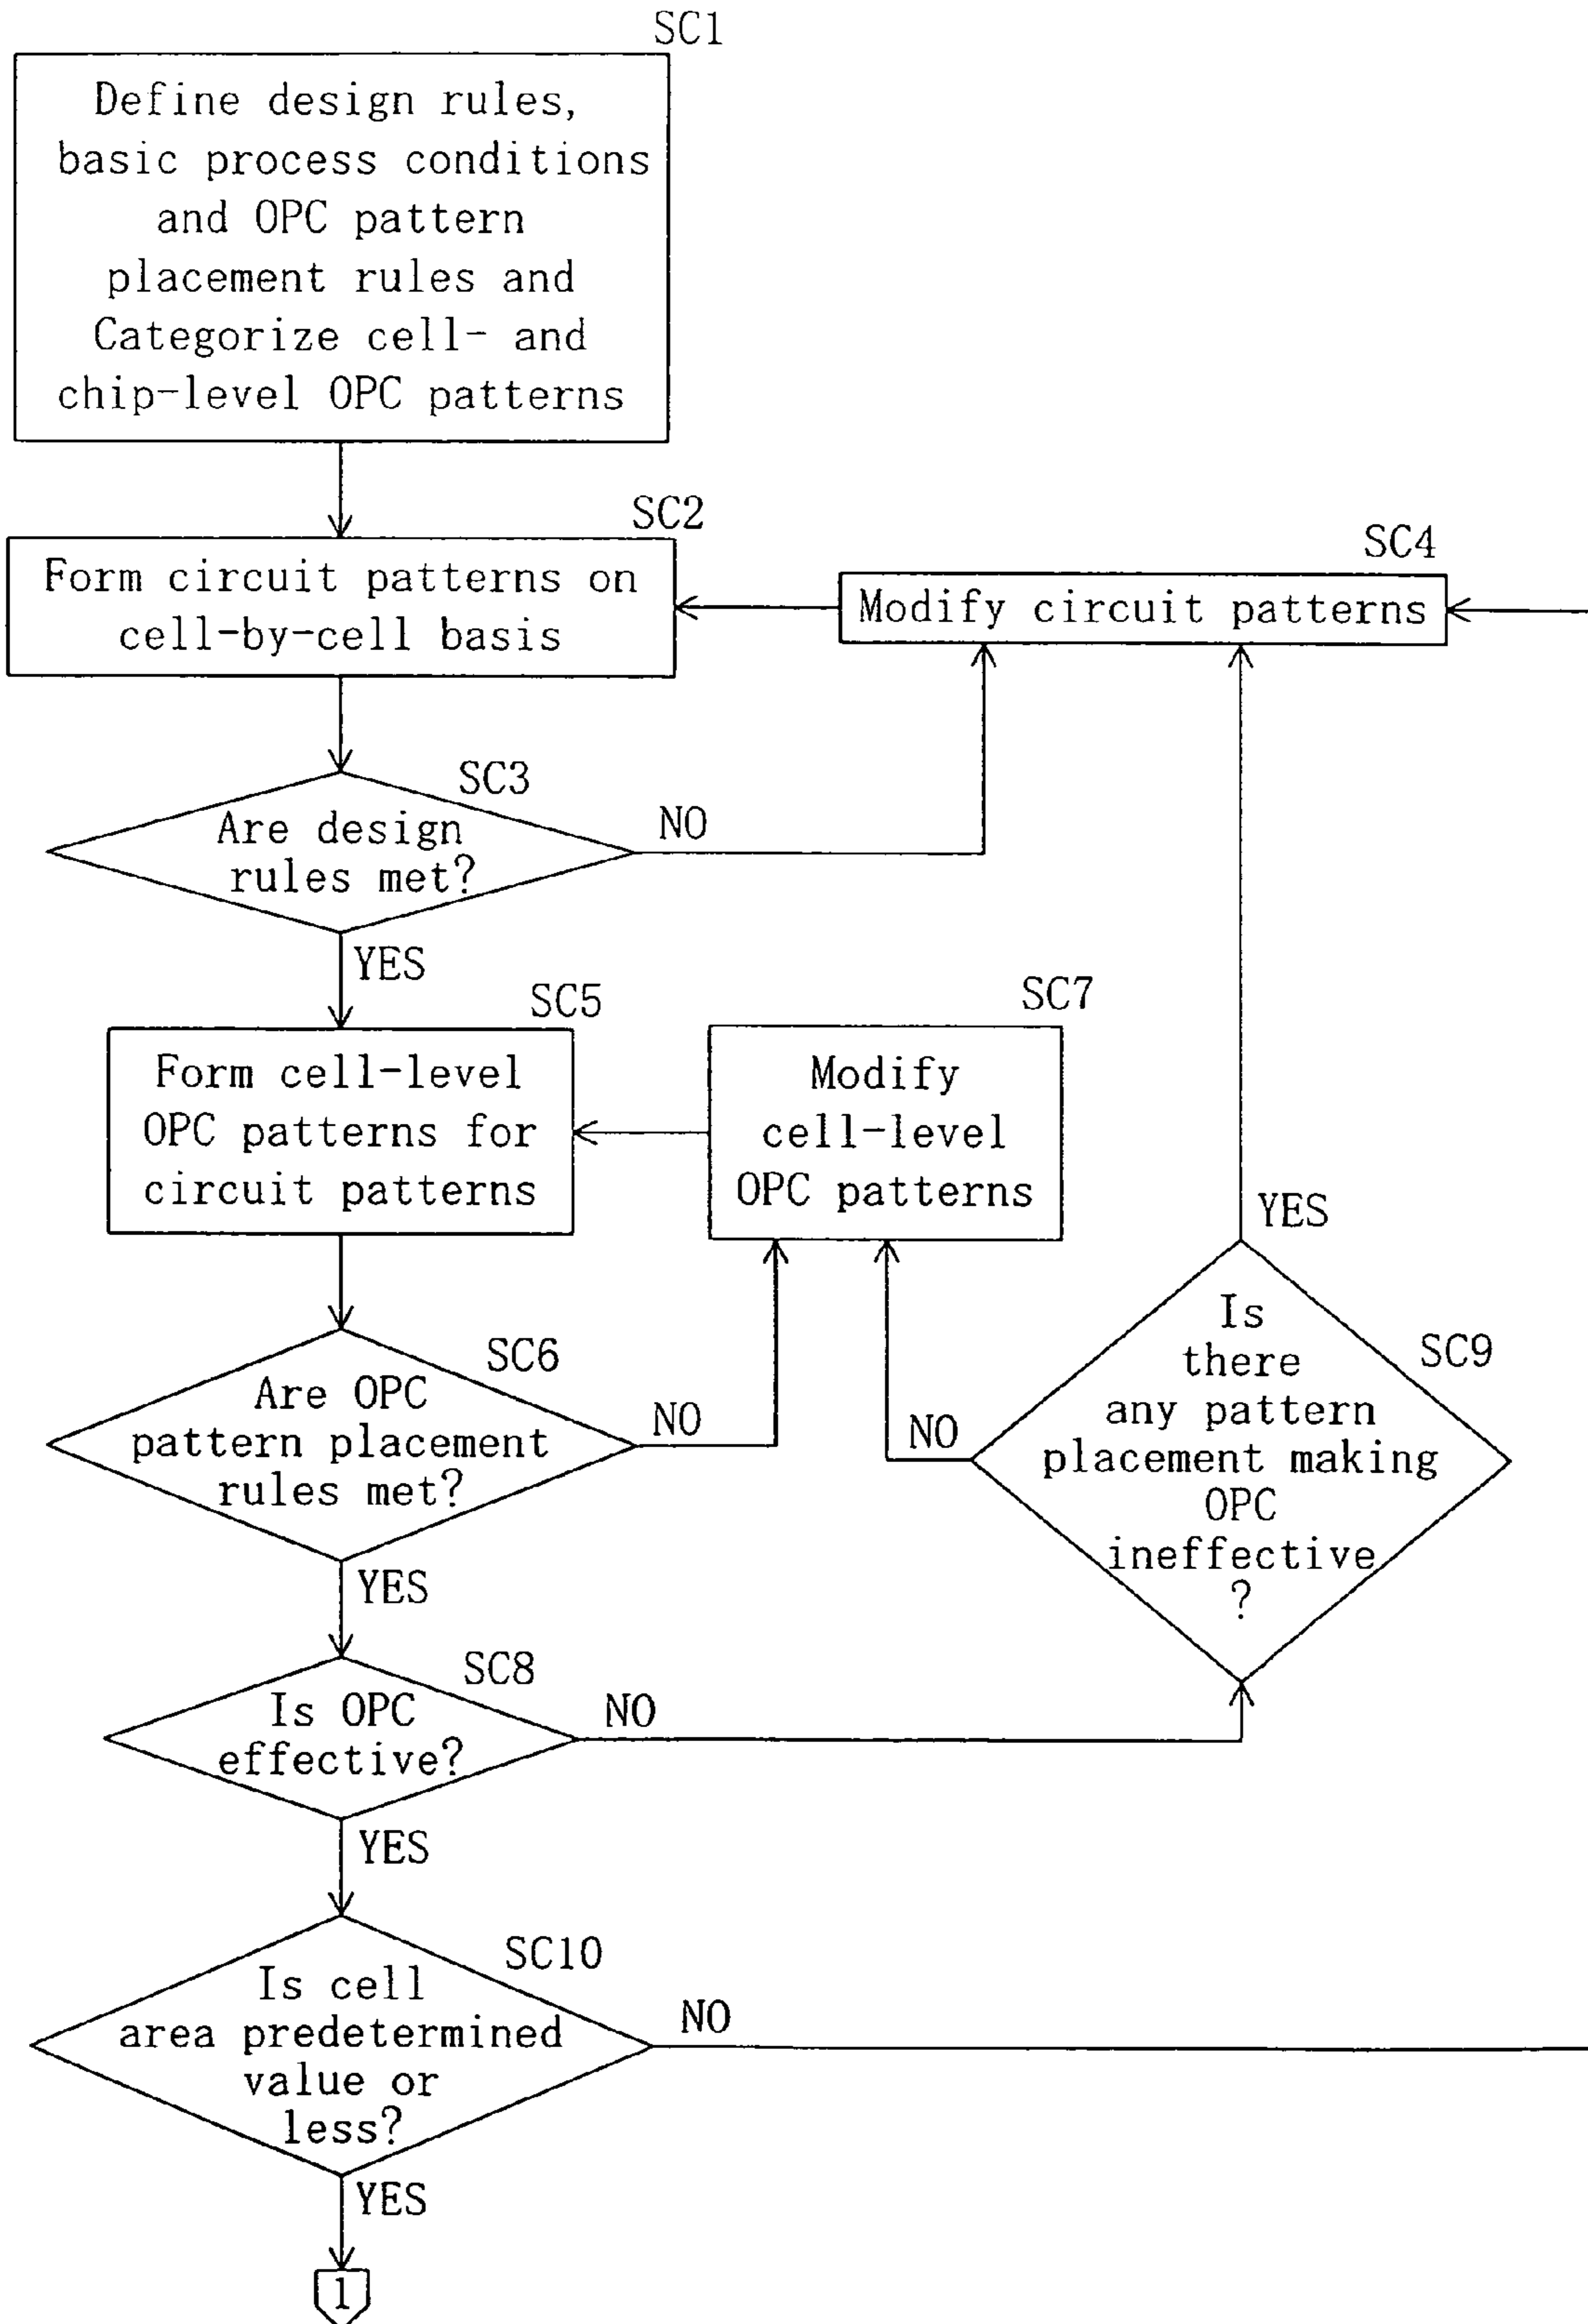 SC1
Define design rules,
basic process conditions
and OPC pattern
placement rules and
Categorize cell- and
chip-level OPC patterns
SC2
Form circuit patterns on
cell-by-cell basis
SC4
Modify circuit patterns
SC3
Are design
rules met?
NO
YES
SC5
Form cell-level
OPC patterns for
circuit patterns
SC7
Modify
cell-level
OPC patterns
YES
SC6
Are OPC
pattern placement
rules met?
NO
YES
SC9
Is
there
any pattern
placement making
OPC
ineffective
?
NO
SC8
Is OPC
effective?
NO
YES
SC10
Is cell
area predetermined
value or
less?
NO
YES
1